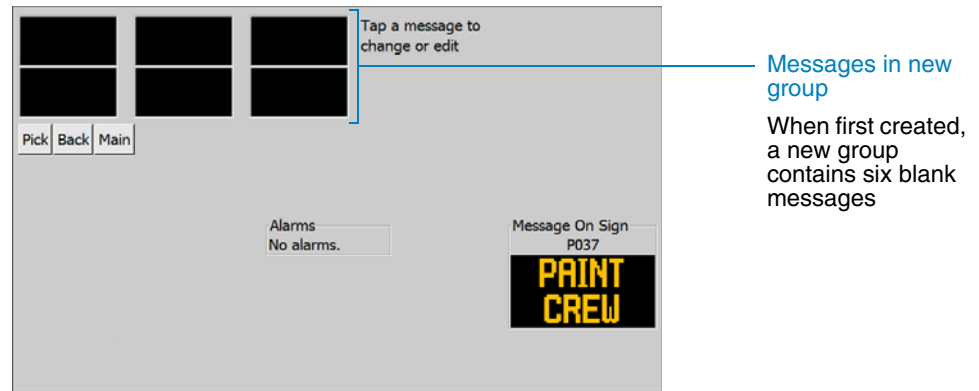 Tap a message to
change or edit
Pick Back Main
Alarms
No alarms.
Message On Sign
P037
PAINT
CREW
Messages in new
group
When first created,
a new group
contains six blank
messages